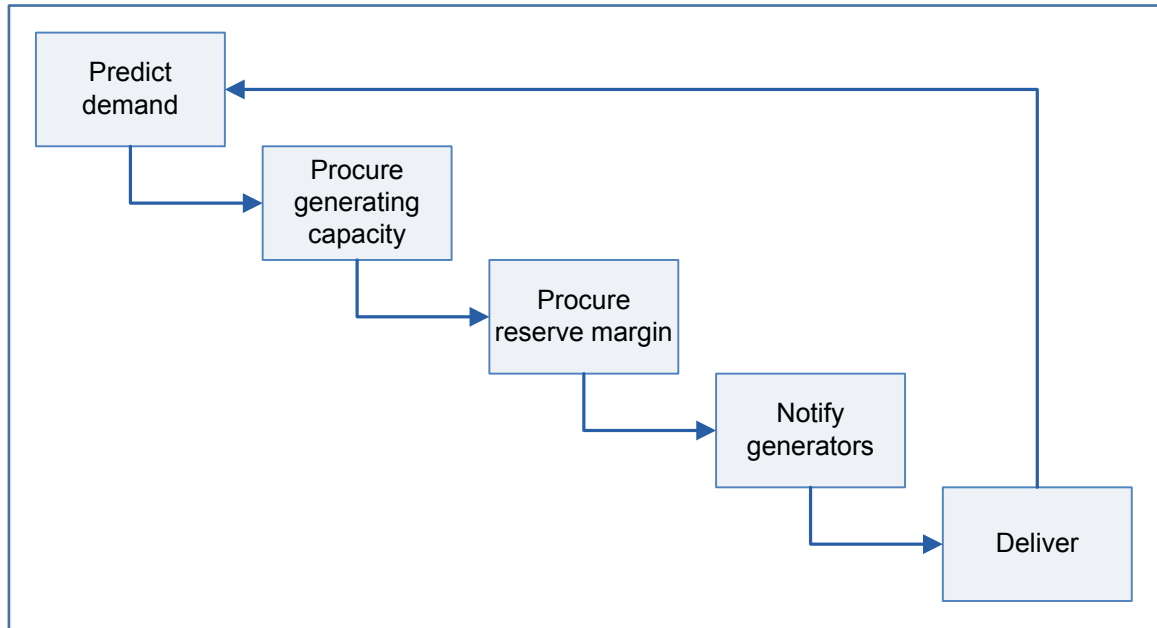 Predict
demand
Procure
generating
capacity
Procure
reserve margin
Notify
generators
Deliver